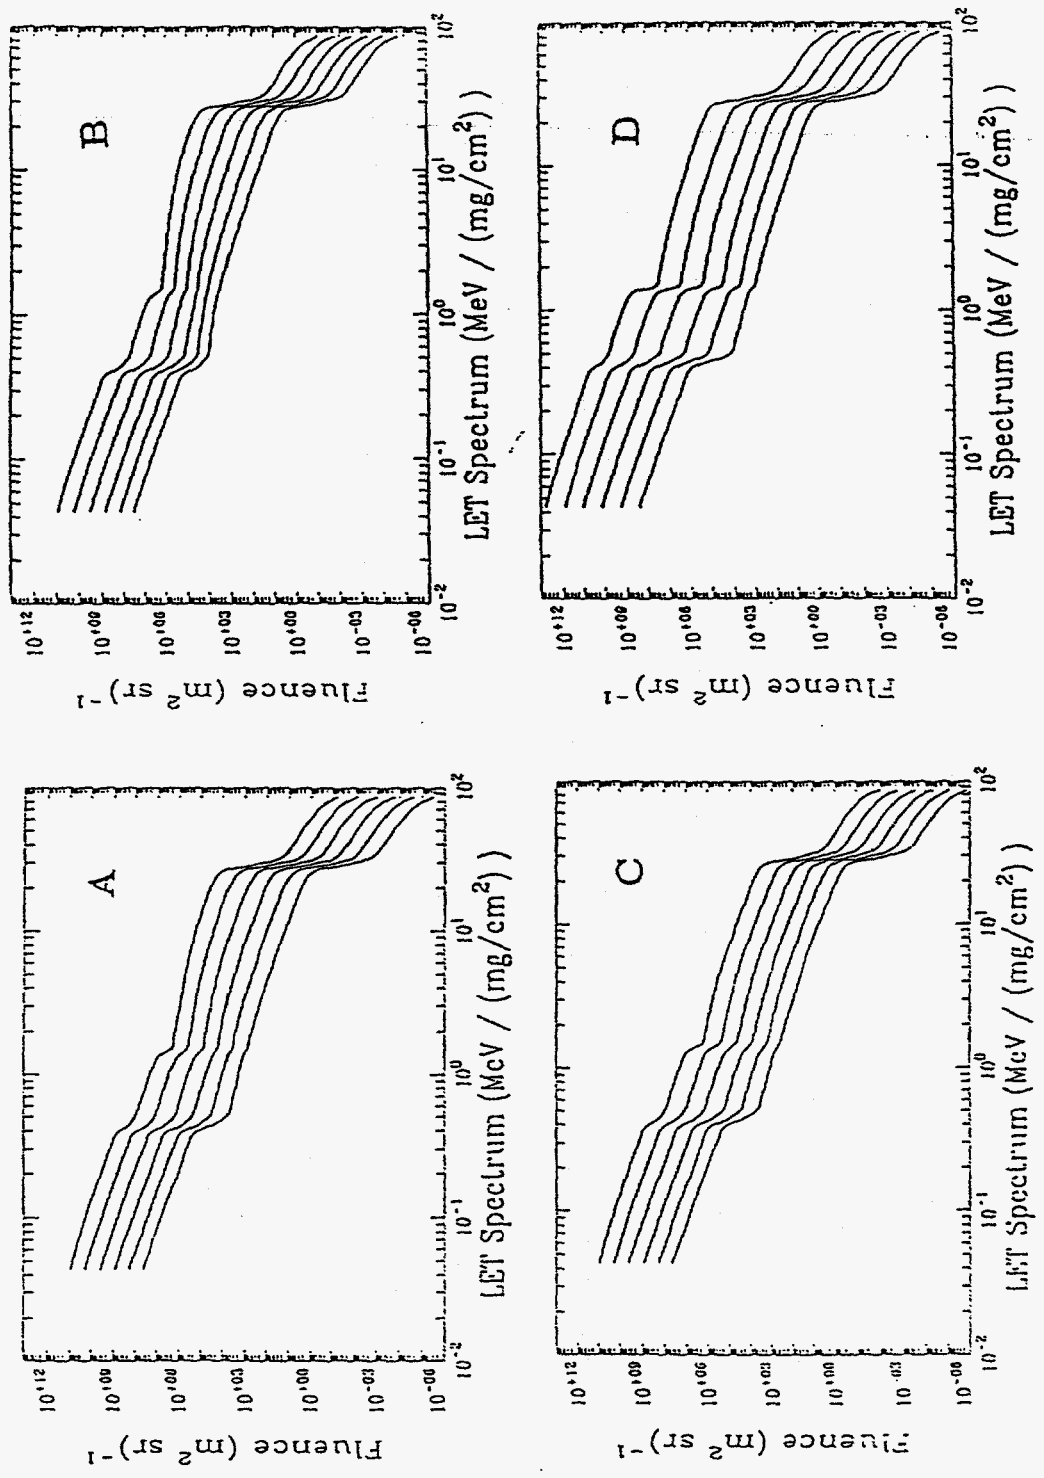 A
10+12
10+09
10+06
10+03
10+00
10-03
10-06
Fluence (m² sr)⁻¹
10⁻² 10⁻¹ 10⁰ 10¹ 10²
LET Spectrum (MeV / (mg/cm²) )
B
10+12
10+09
10+06
10+03
10+00
10-03
10-06
Fluence (m² sr)⁻¹
10⁻² 10⁻¹ 10⁰ 10¹ 10²
LET Spectrum (MeV / (mg/cm²) )
C
10+12
10+09
10+06
10+03
10+00
10-03
10-06
Fluence (m² sr)⁻¹
10⁻² 10⁻¹ 10⁰ 10¹ 10²
LET Spectrum (MeV / (mg/cm²) )
D
10+12
10+09
10+06
10+03
10+00
10-03
10-06
Fluence (m² sr)⁻¹
10⁻² 10⁻¹ 10⁰ 10¹ 10²
LET Spectrum (MeV / (mg/cm²) )